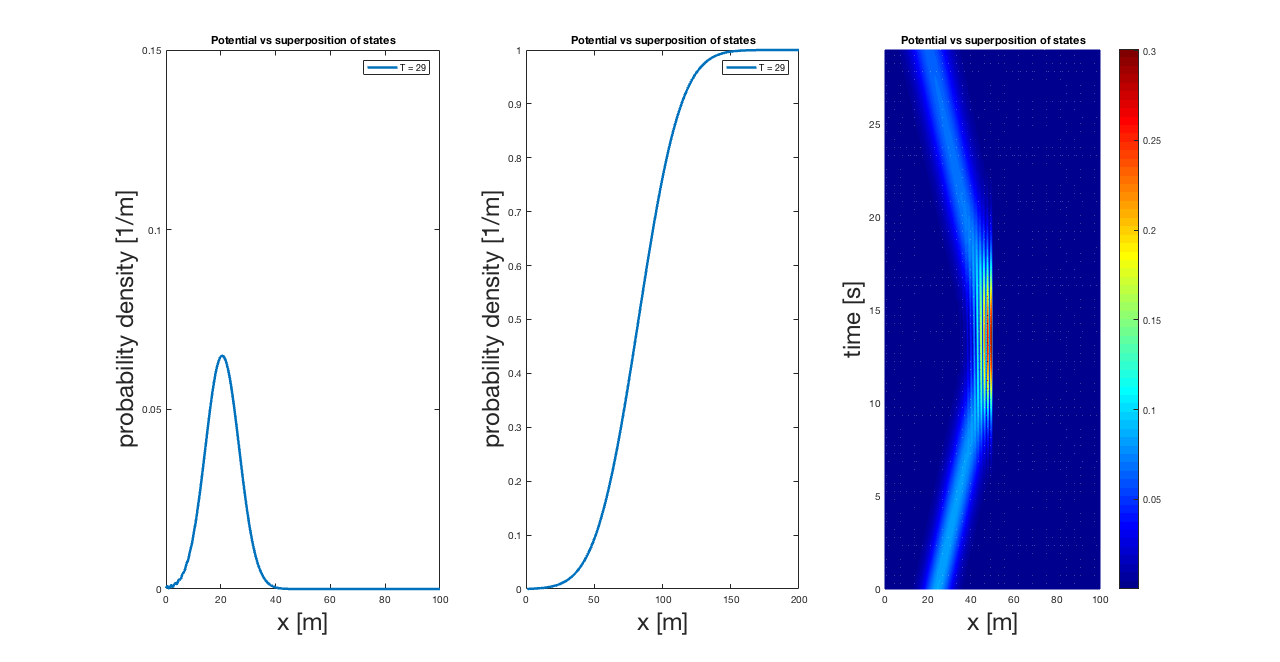 Potential vs superposition of states
T = 29
0.15
0.1
0.05
0
0 20 40 60 80 100
probability density [1/m]
x [m]
Potential vs superposition of states
T = 29
1
0.9
0.8
0.7
0.6
0.5
0.4
0.3
0.2
0.1
0
0 50 100 150 200
probability density [1/m]
x [m]
Potential vs superposition of states
25
20
15
10
5
0
0 20 40 60 80 100
time [s]
x [m]
0.3
0.25
0.2
0.15
0.1
0.05